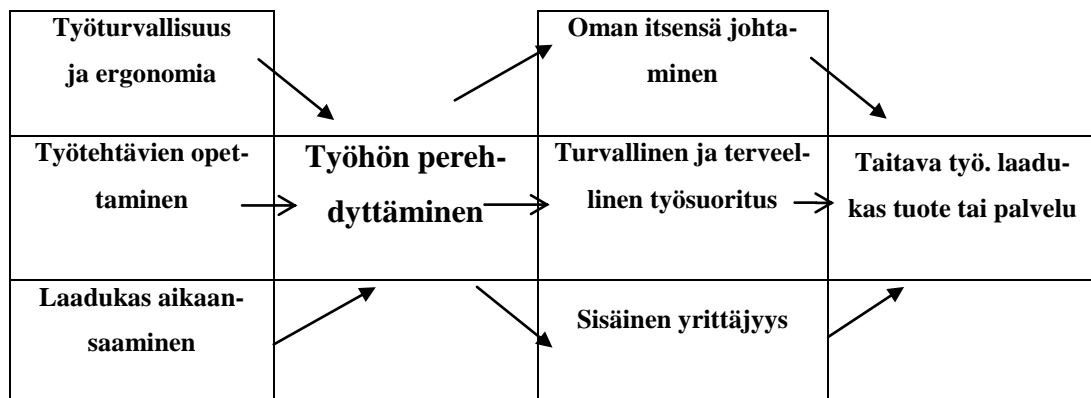 Työturvallisuus
ja ergonomia
Oman itsensä johta-
minen
Työtehtävien opet-
taminen
Työhön pereh-
dyttäminen
Turvallinen ja terveel-
linen työsuoritus
Taitava työ. laadu-
kas tuote tai palvelu
Laadukas aikaan-
saaminen
Sisäinen yrittäjyys